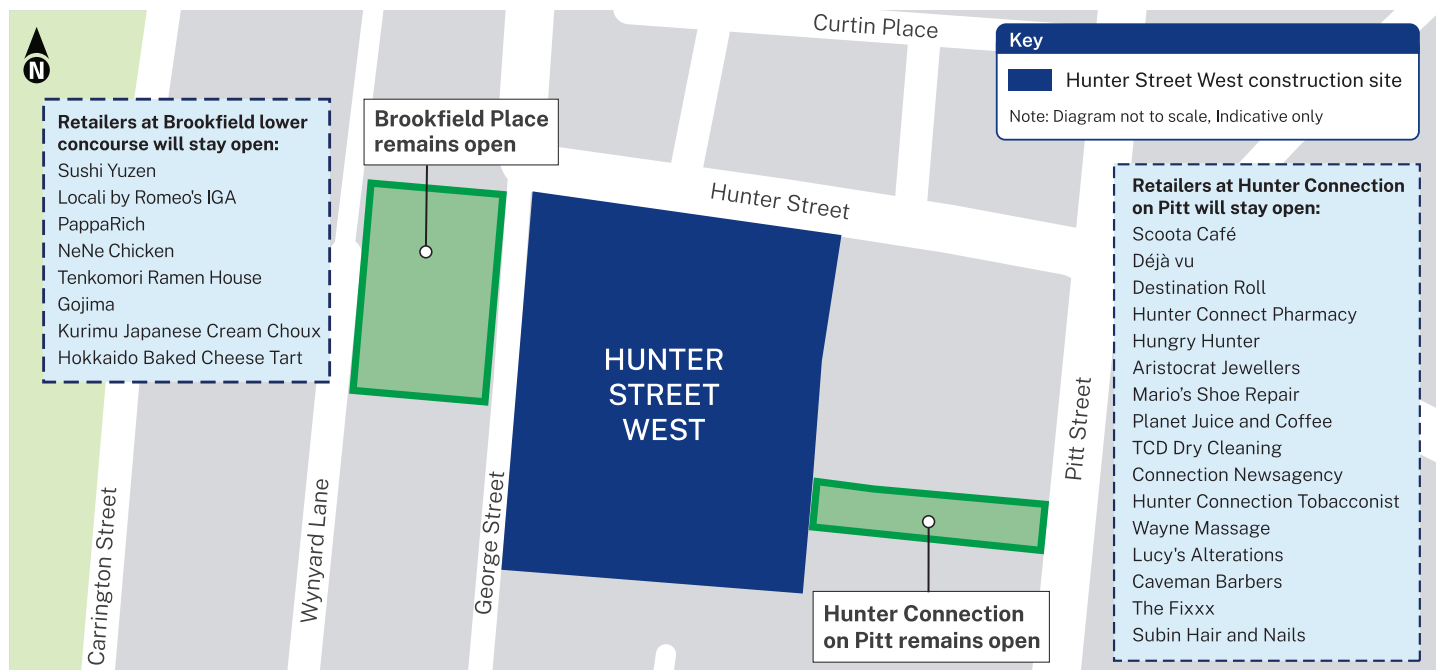 Curtin Place
Key
Hunter Street West construction site
Note: Diagram not to scale, Indicative only
N
Retailers at Brookfield lower
concourse will stay open:
Sushi Yuzen
Locali by Romeo's IGA
PappaRich
NeNe Chicken
Tenkomori Ramen House
Gojima
Kurimu Japanese Cream Choux
Hokkaido Baked Cheese Tart
Brookfield Place
remains open
Hunter Street
Retailers at Hunter Connection
on Pitt will stay open:
Scoota Café
Déjà vu
Destination Roll
Hunter Connect Pharmacy
Hungry Hunter
Aristocrat Jewellers
Mario’s Shoe Repair
Planet Juice and Coffee
TCD Dry Cleaning
Connection Newsagency
Hunter Connection Tobacconist
Wayne Massage
Lucy's Alterations
Caveman Barbers
The Fixxx
Subin Hair and Nails
HUNTER
STREET
WEST
Carrington Street
Wynyard Lane
George Street
Pitt Street
Hunter Connection
on Pitt remains open